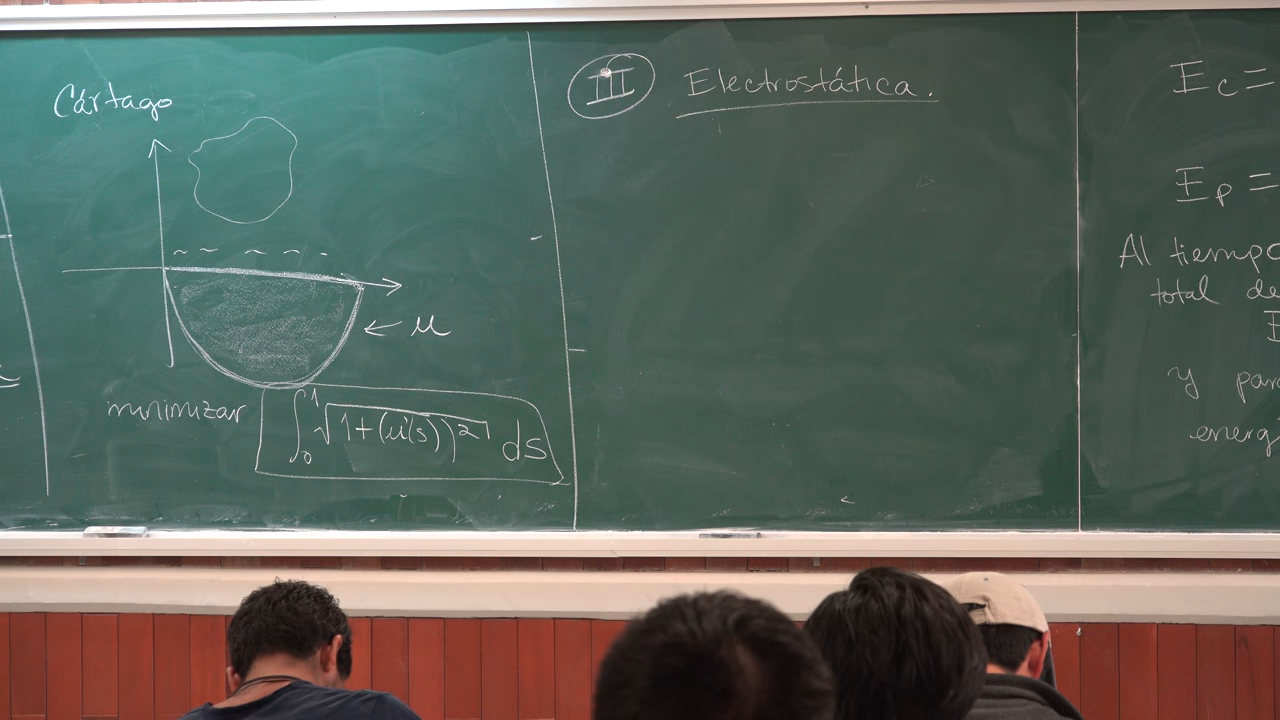 Cártago
u
minimizar
∫₀¹ √1+(u'(s))² ds
III Electrostática.
E_c =
E_p =
Al tiempo
total de
E
y para
energ